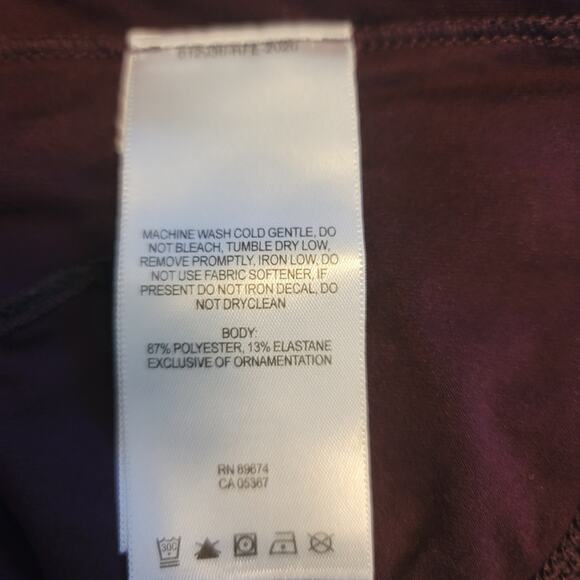 MACHINE WASH COLD GENTLE, DO
NOT BLEACH, TUMBLE DRY LOW,
REMOVE PROMPTLY, IRON LOW, DO
NOT USE FABRIC SOFTENER, IF
PRESENT DO NOT IRON DECAL, DO
NOT DRYCLEAN
BODY:
87% POLYESTER, 13% ELASTANE
EXCLUSIVE OF ORNAMENTATION
RN 89674
CA 05367
30C